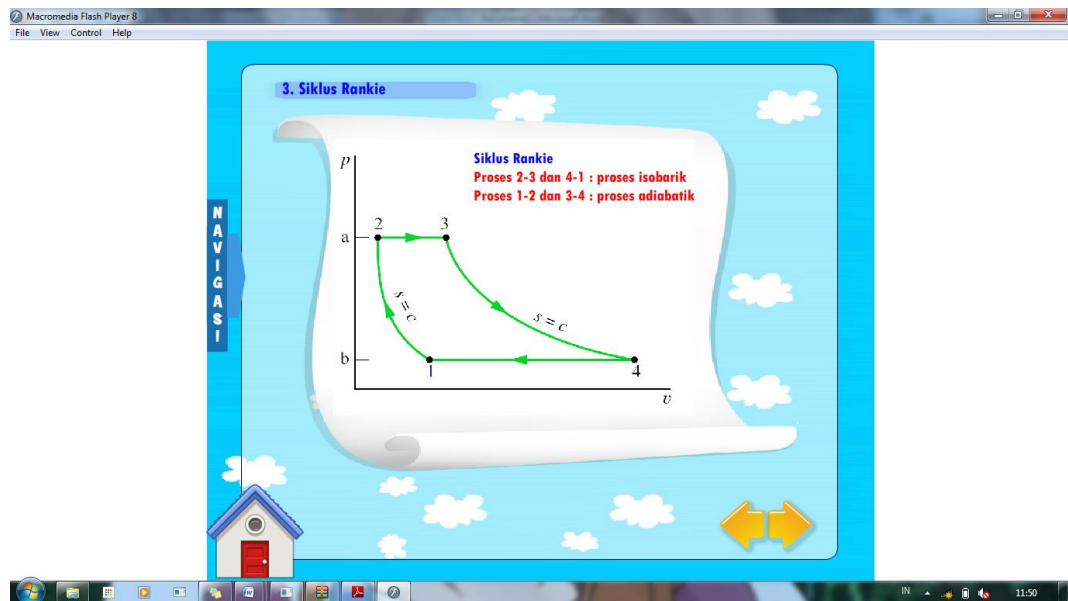 Macromedia Flash Player 8
File View Control Help
3. Siklus Rankie
Siklus Rankie
Proses 2-3 dan 4-1 : proses isobarik
Proses 1-2 dan 3-4 : proses adiabatik
p
2 3
a
s = c
s = c
b
1 4
v
NAVIGASI
IN
11:50